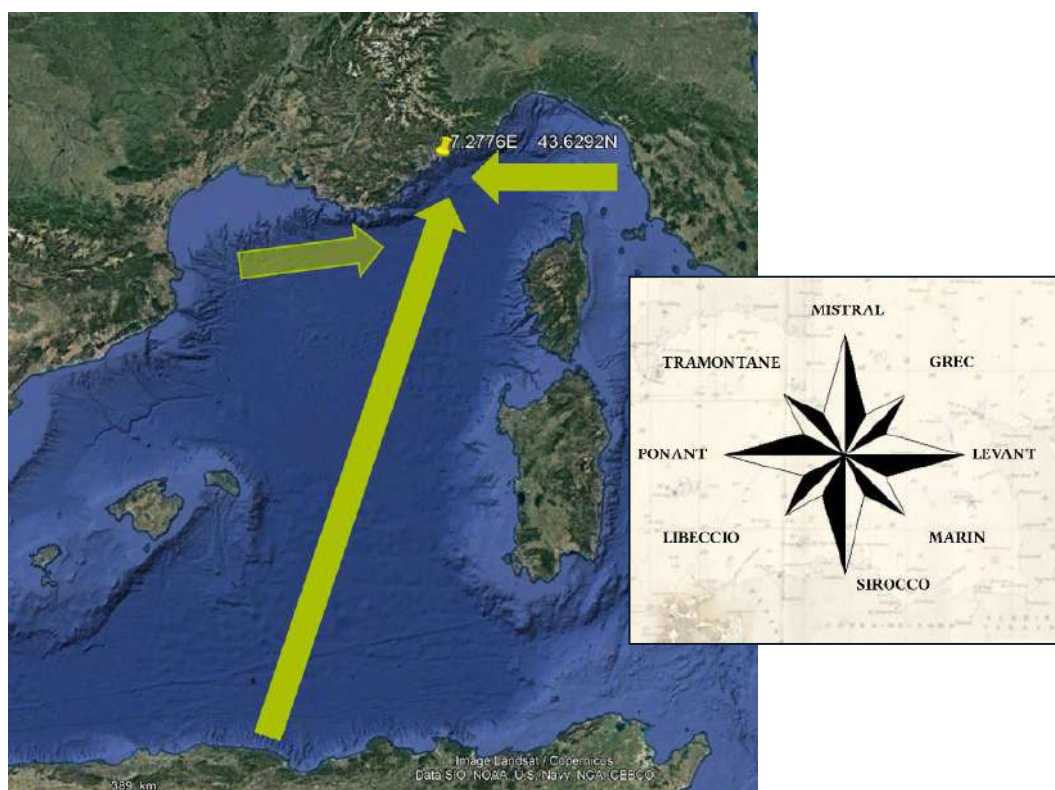 7.2776E 43.6292N
MISTRAL
TRAMONTANE GREC
PONANT LEVANT
LIBECCIO MARIN
SIROCCO
Image Landsat / Copernicus
Data SIO, NOAA, U.S. Navy, NGA, GEBCO
389 km